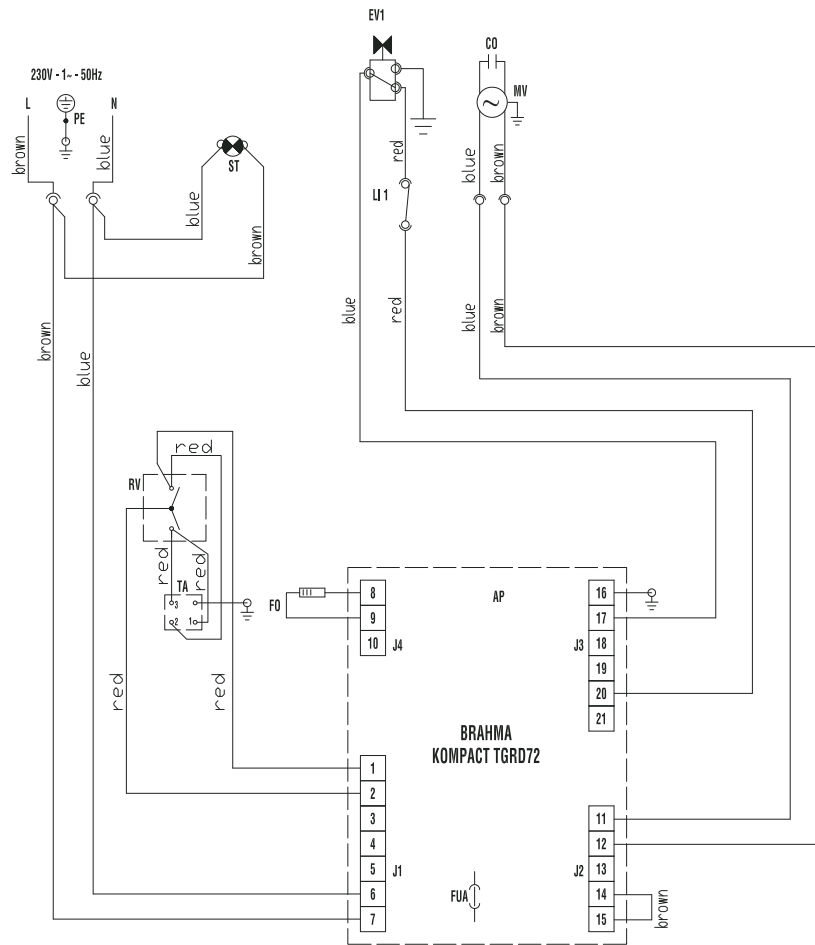 EV1
CO
230V - 1~ - 50Hz
L
PE
N
MV
ST
brown
blue
red
blue
brown
LI 1
blue
brown
blue
red
blue
brown
brown
blue
red
RV
red
red
TA
3
2
1
FO
8
9
10
J4
AP
16
17
18
19
20
21
J3
red
red
BRAHMA
KOMPACT TGRD72
1
2
3
4
5
6
7
J1
FUA
11
12
13
14
15
J2
brown